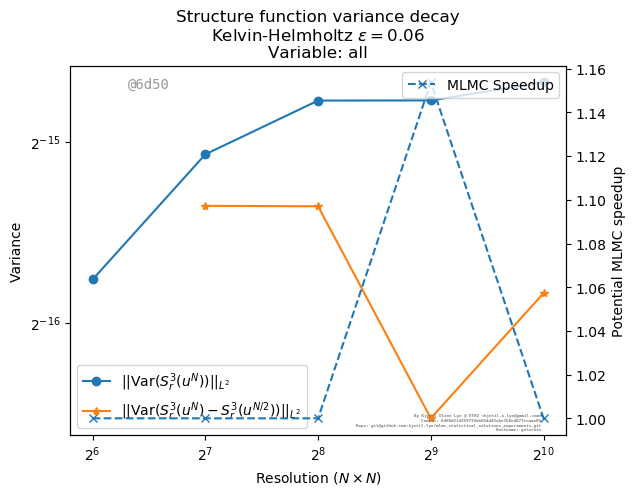 Structure function variance decay
Kelvin-Helmholtz ε = 0.06
Variable: all
@6d50
MLMC Speedup
2^{-15}
2^{-16}
Variance
1.16
1.14
1.12
1.10
1.08
1.06
1.04
1.02
1.00
Potential MLMC speedup
||Var(S_r^3(u^N))||_{L^2}
||Var(S_r^3(u^N) − S_r^3(u^{N/2}))||_{L^2}
2^6
2^7
2^8
2^9
2^{10}
Resolution (N × N)